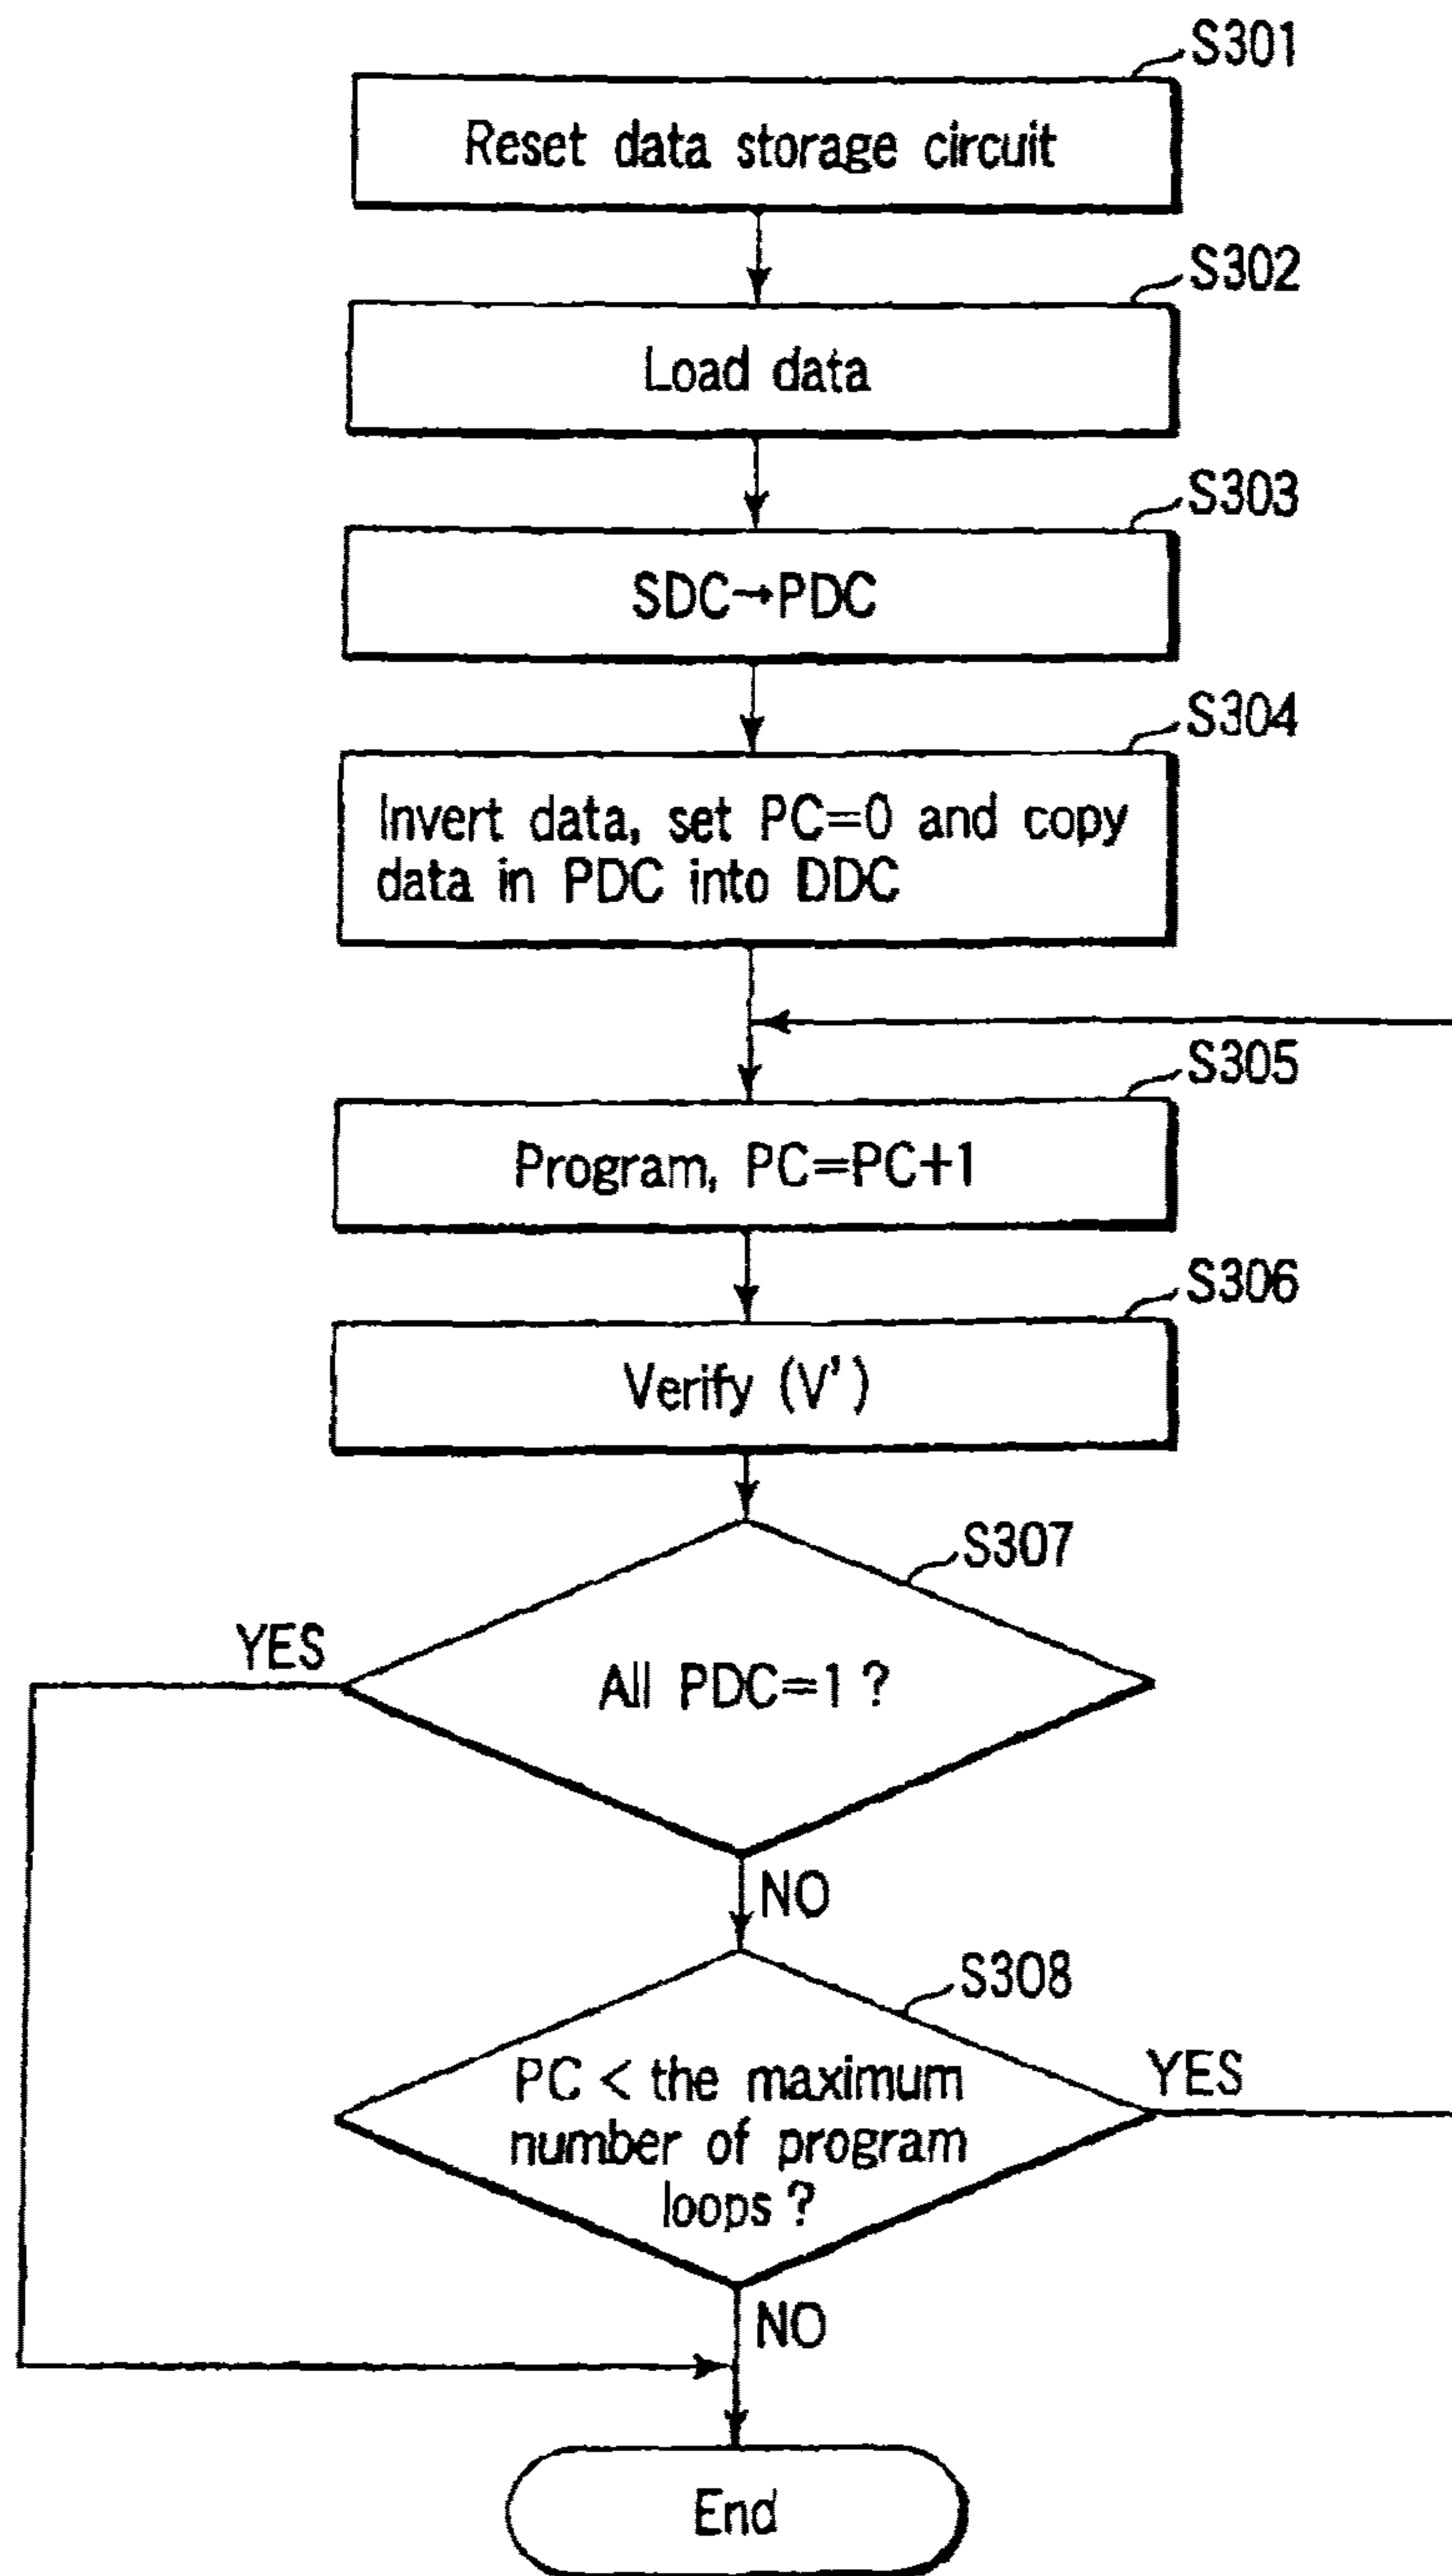 S301
Reset data storage circuit
S302
Load data
S303
SDC→PDC
S304
Invert data, set PC=0 and copy
data in PDC into DDC
S305
Program, PC=PC+1
S306
Verify (V')
S307
YES
All PDC=1 ?
NO
S308
PC < the maximum
number of program
loops ?
YES
NO
End